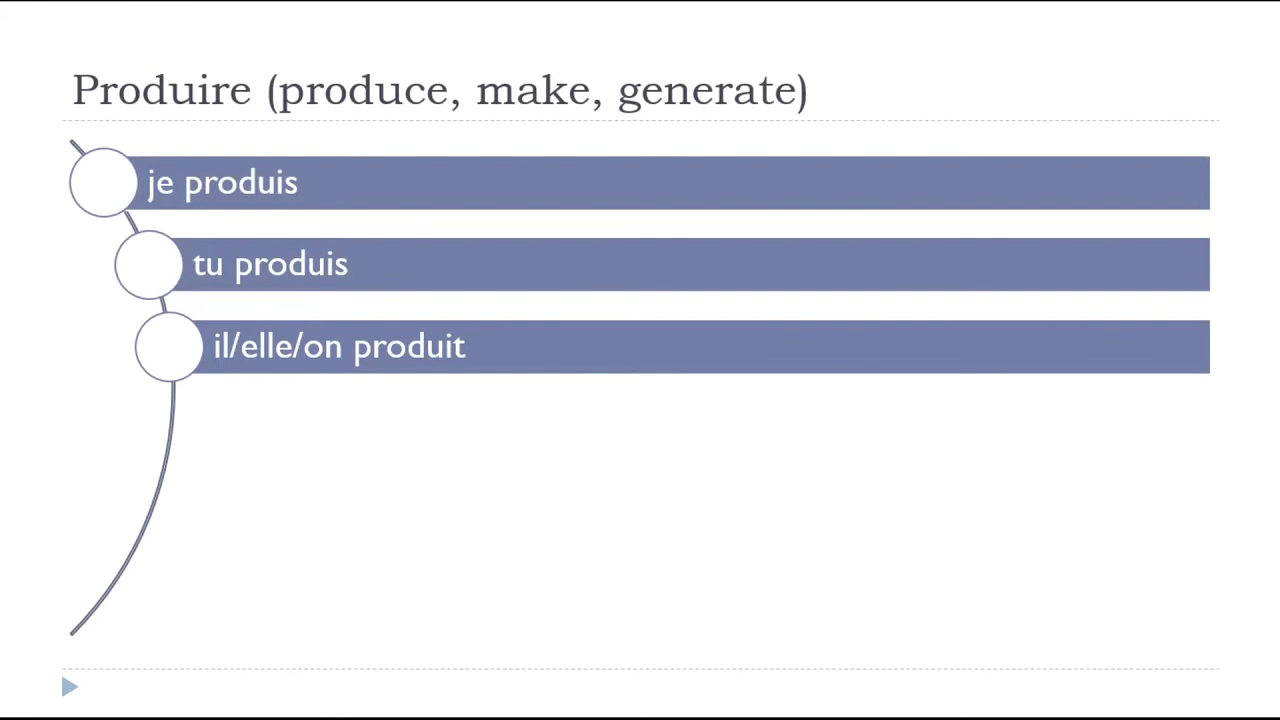 Produire (produce, make, generate)
je produis
tu produis
il/elle/on produit